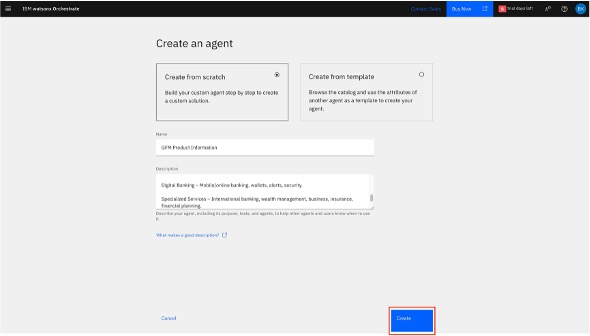 IBM watsonx Orchestrate
Contact Sales
Buy Now
trial days left
BK
Create an agent
Create from scratch
Build your custom agent step by step to create
a custom solution.
Create from template
Browse the catalog and use the attributes of
another agent as a template to create your
agent.
Name
GFM Product Information
Description
Digital Banking – Mobile/online banking, wallets, alerts, security.
Specialized Services – International banking, wealth management, business, insurance,
financial planning.
Describe your agent, including its purpose, tools, and agents, to help other agents and users know when to use
it.
What makes a good description?
Cancel
Create